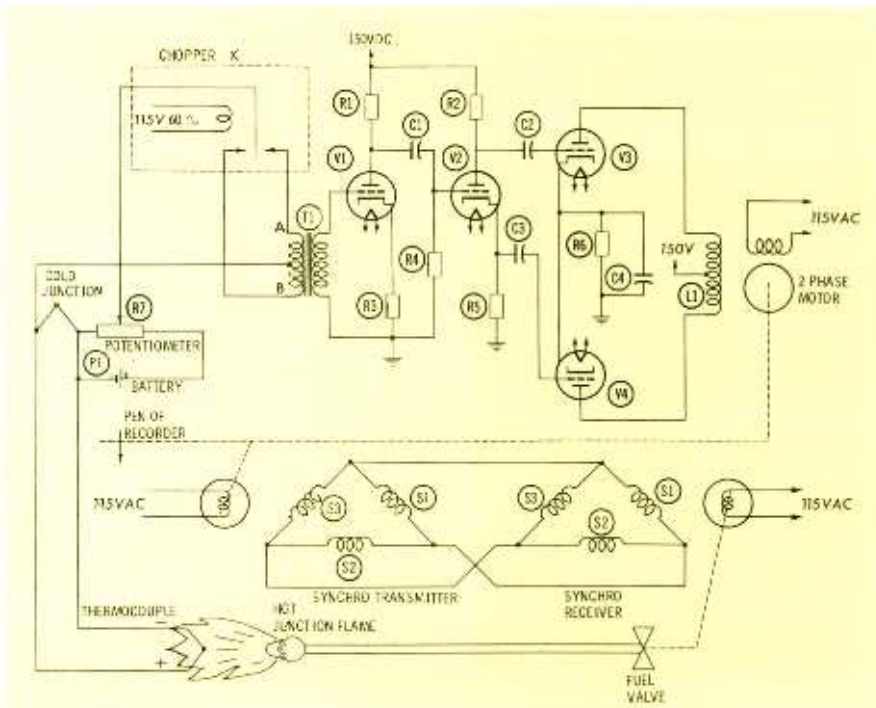 150VDC
CHOPPER K
115V 60 ∿
R1
R2
C1
C2
V1
V2
V3
A
T1
B
R4
C3
R6
C4
150V
L1
115VAC
2 PHASE
MOTOR
COLD
JUNCTION
R7
R3
R5
POTENTIOMETER
P1
BATTERY
V4
PEN OF
RECORDER
115VAC
S3
S1
S2
S3
S1
S2
115VAC
SYNCHRO TRANSMITTER
SYNCHRO
RECEIVER
THERMOCOUPLE
HOT
JUNCTION FLAME
-
+
FUEL
VALVE